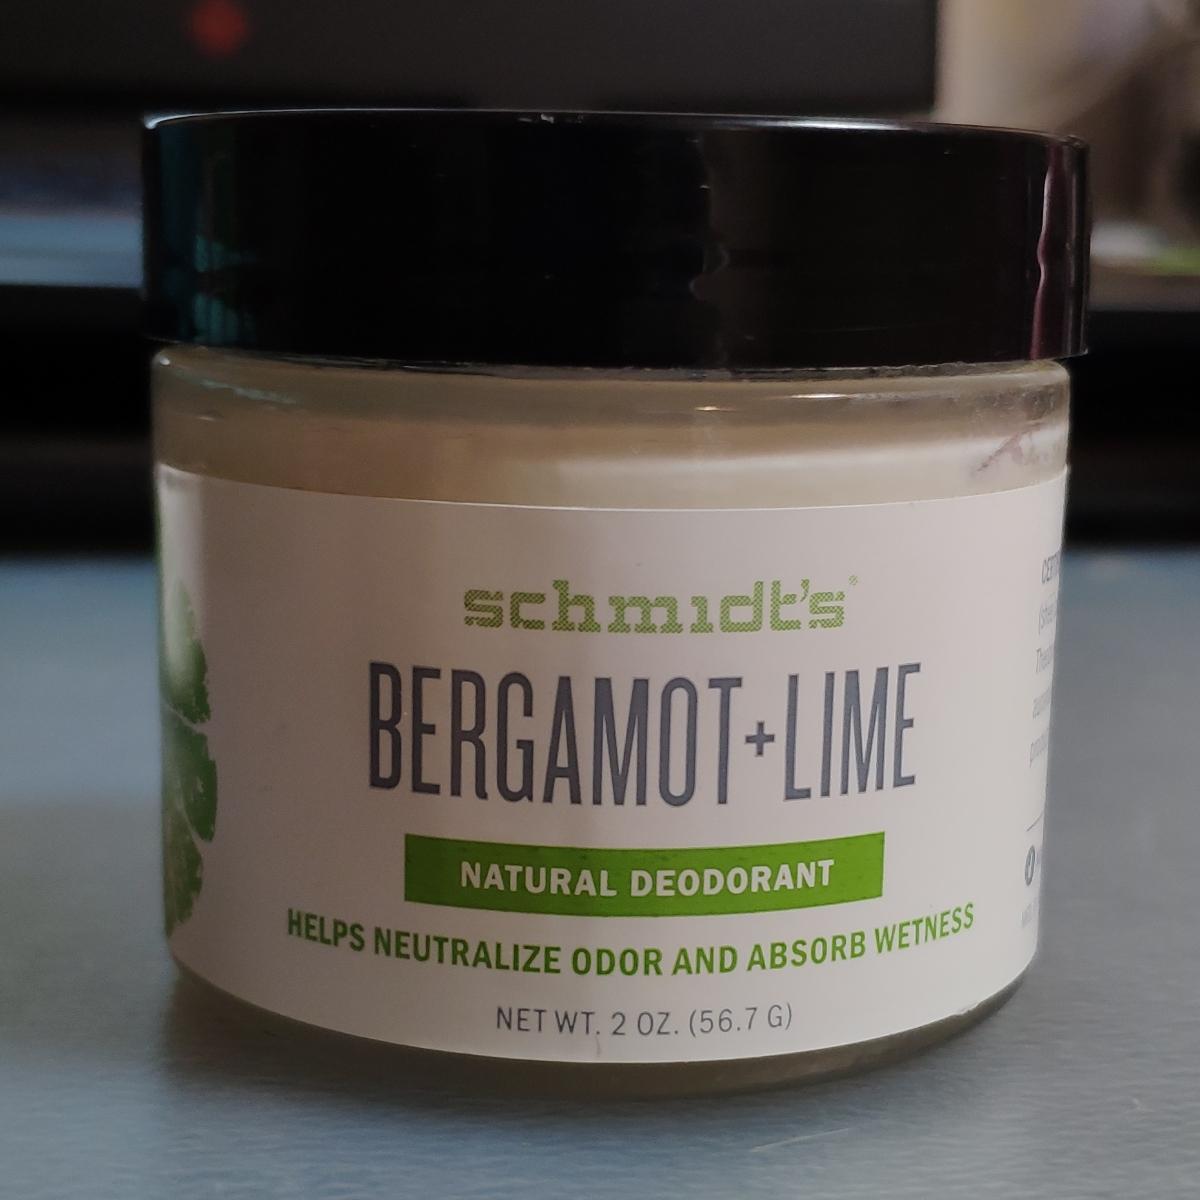 schmidt's
BERGAMOT+LIME
NATURAL DEODORANT
HELPS NEUTRALIZE ODOR AND ABSORB WETNESS
NET WT. 2 OZ. (56.7 G)